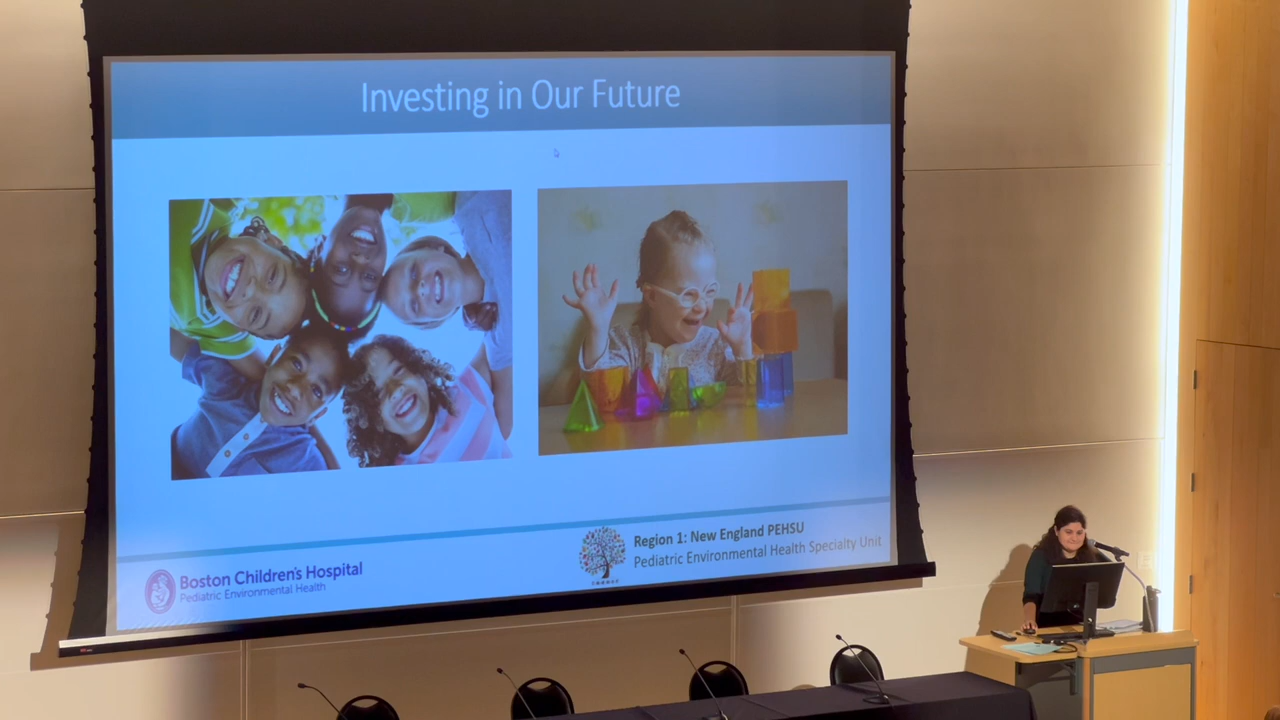 Investing in Our Future
Boston Children's Hospital
Pediatric Environmental Health
Region 1: New England PEHSU
Pediatric Environmental Health Specialty Unit